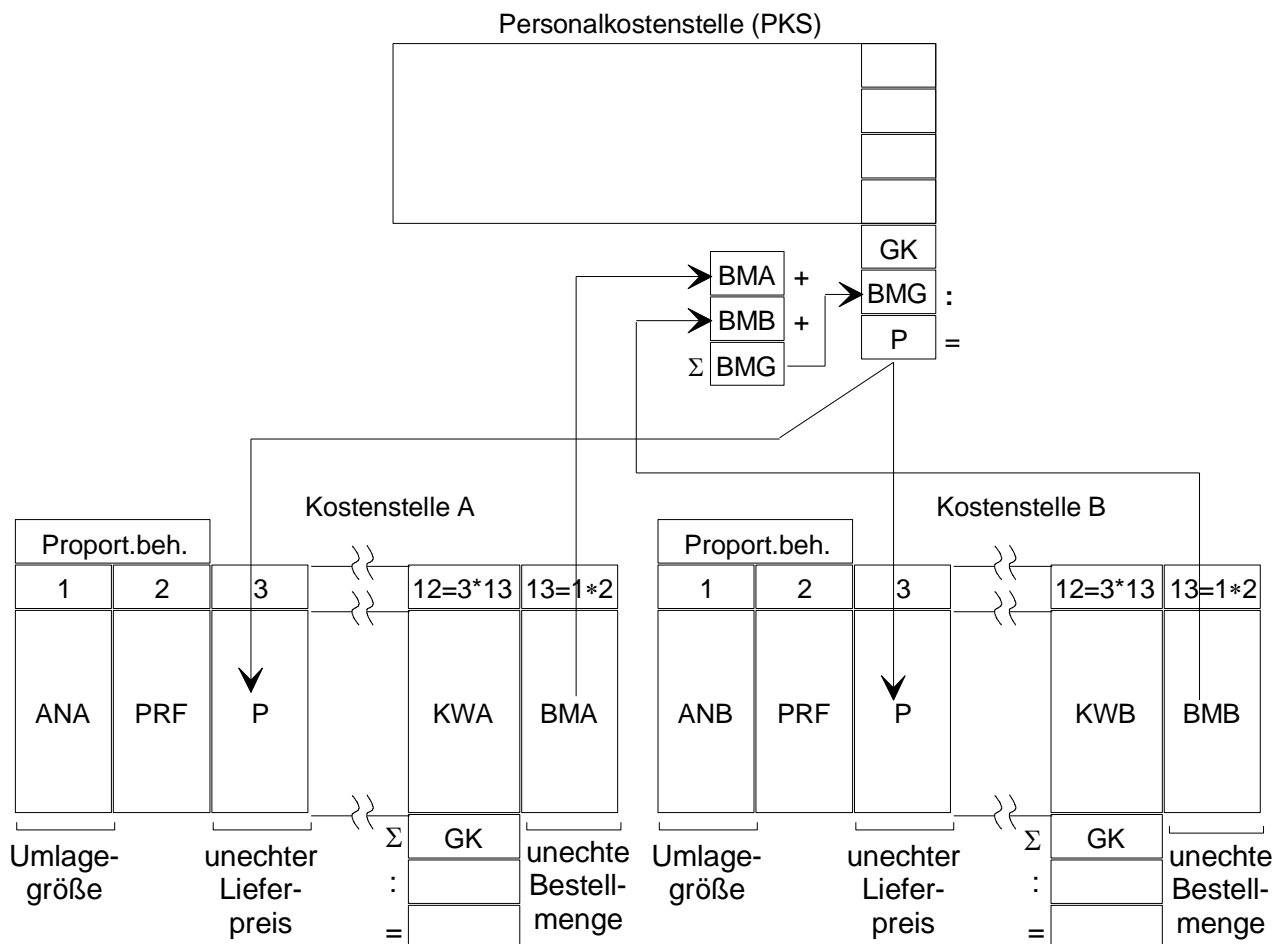 Personalkostenstelle (PKS)
GK
BMA +
BMG :
BMB +
P =
Σ BMG
Kostenstelle A
Kostenstelle B
Proport.beh.
Proport.beh.
1 2 3 12=3*13 13=1*2
1 2 3 12=3*13 13=1*2
ANA PRF P KWA BMA
ANB PRF P KWB BMB
Σ GK
:
=
Σ GK
:
=
Umlage-
größe
unechter
Liefer-
preis
unechte
Bestell-
menge
Umlage-
größe
unechter
Liefer-
preis
unechte
Bestell-
menge